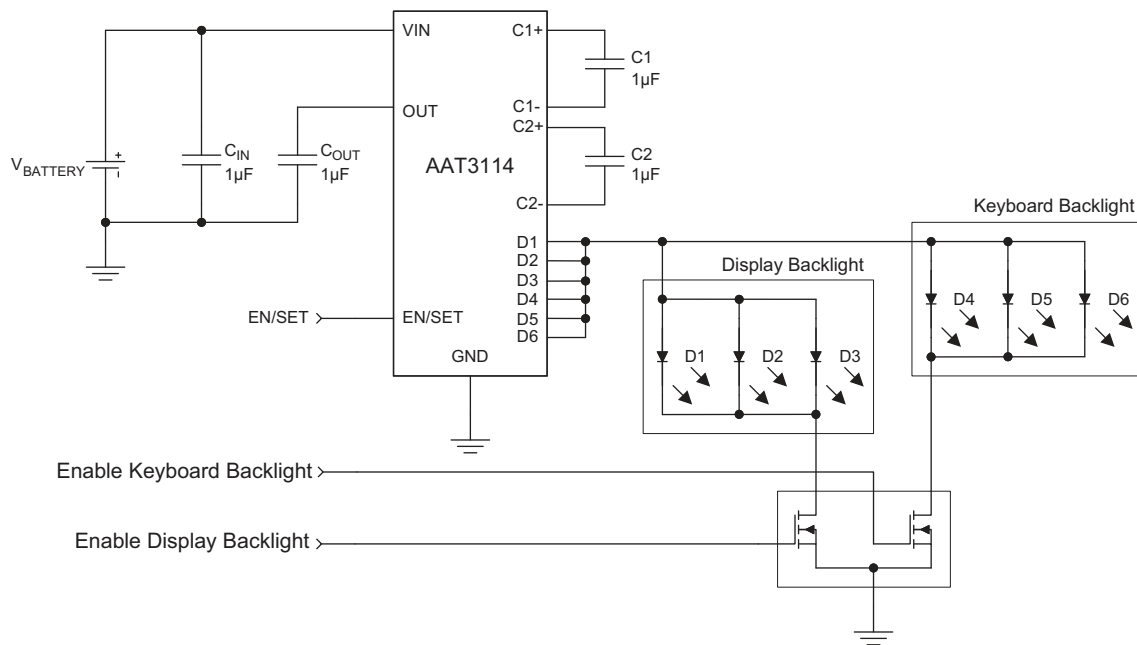 VIN
C1+
C1
1µF
C1-
OUT
C2+
C2
1µF
C2-
AAT3114
VBATTERY
+
-
CIN
1µF
COUT
1µF
D1
D2
D3
D4
D5
D6
EN/SET
EN/SET
GND
Display Backlight
D1
D2
D3
Keyboard Backlight
D4
D5
D6
Enable Keyboard Backlight
Enable Display Backlight